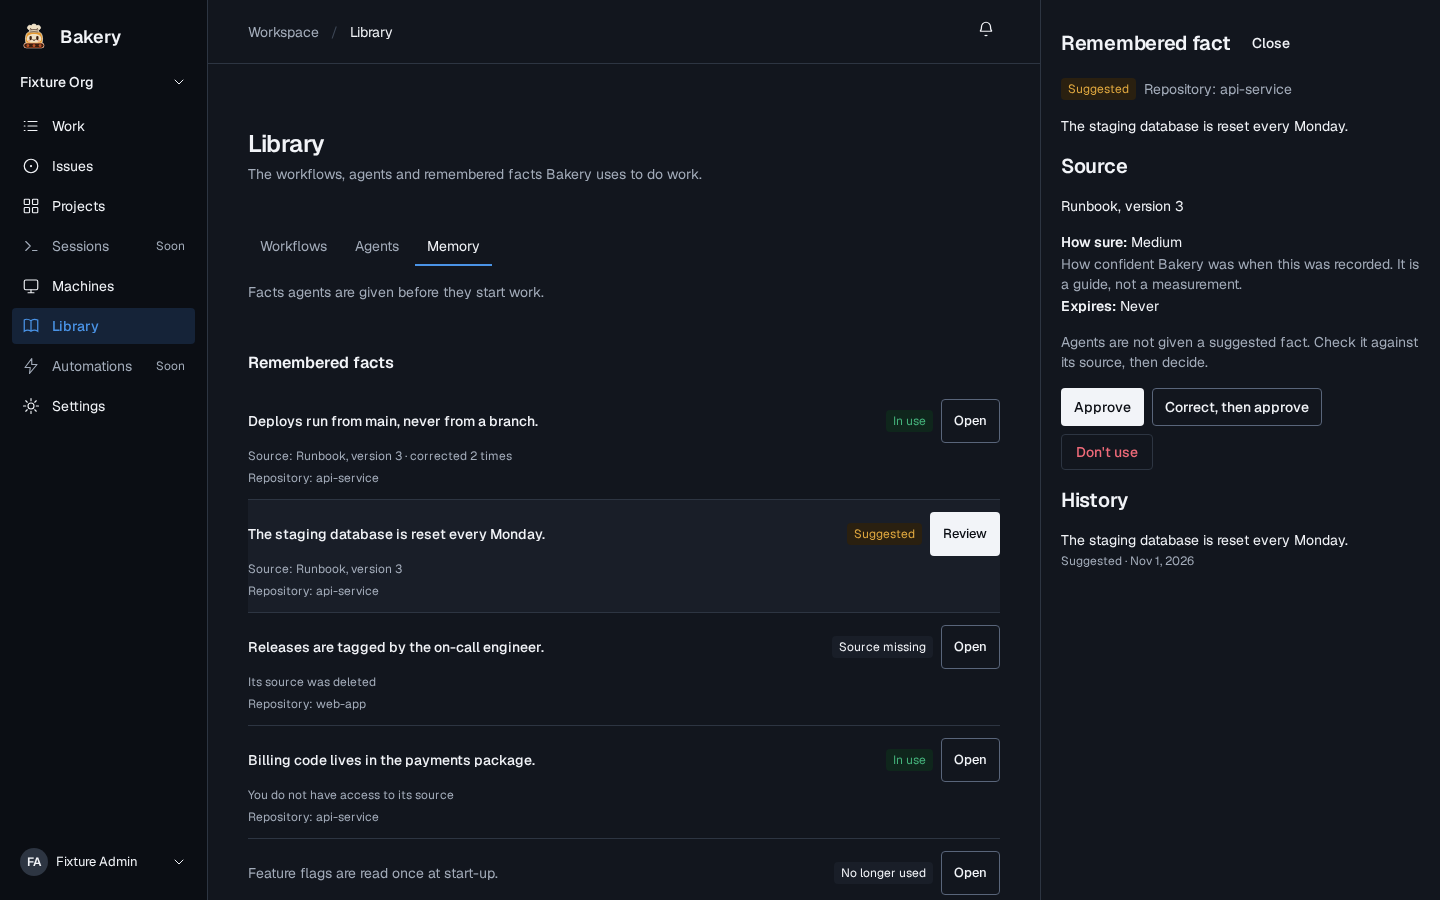 Bakery
Fixture Org
Work
Issues
Projects
Sessions Soon
Machines
Library
Automations Soon
Settings
FA Fixture Admin
Workspace / Library
Library
The workflows, agents and remembered facts Bakery uses to do work.
Workflows Agents Memory
Facts agents are given before they start work.
Remembered facts
Deploys run from main, never from a branch. In use Open
Source: Runbook, version 3 · corrected 2 times
Repository: api-service
The staging database is reset every Monday. Suggested Review
Source: Runbook, version 3
Repository: api-service
Releases are tagged by the on-call engineer. Source missing Open
Its source was deleted
Repository: web-app
Billing code lives in the payments package. In use Open
You do not have access to its source
Repository: api-service
Feature flags are read once at start-up. No longer used Open
Remembered fact Close
Suggested Repository: api-service
The staging database is reset every Monday.
Source
Runbook, version 3
How sure: Medium
How confident Bakery was when this was recorded. It is
a guide, not a measurement.
Expires: Never
Agents are not given a suggested fact. Check it against
its source, then decide.
Approve Correct, then approve
Don't use
History
The staging database is reset every Monday.
Suggested · Nov 1, 2026